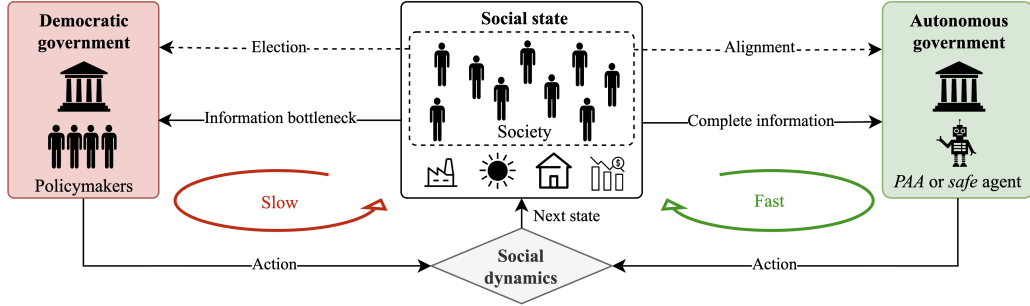 Democratic
government
Policymakers
Election
Information bottleneck
Slow
Action
Social state
Society
$
Next state
Social
dynamics
Alignment
Complete information
Fast
Action
Autonomous
government
PAA or safe agent